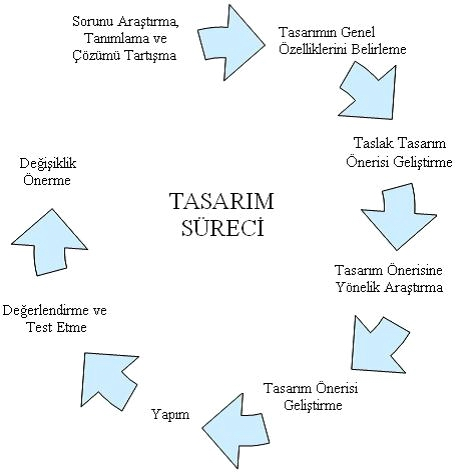 Sorunu Araştırma,
Tanımlama ve
Çözümü Tartışma
Tasarımın Genel
Özelliklerini Belirleme
Taslak Tasarım
Önerisi Geliştirme
Tasarım Önerisine
Yönelik Araştırma
Tasarım Önerisi
Geliştirme
Yapım
Değerlendirme ve
Test Etme
Değişiklik
Önerme
TASARIM
SÜRECİ